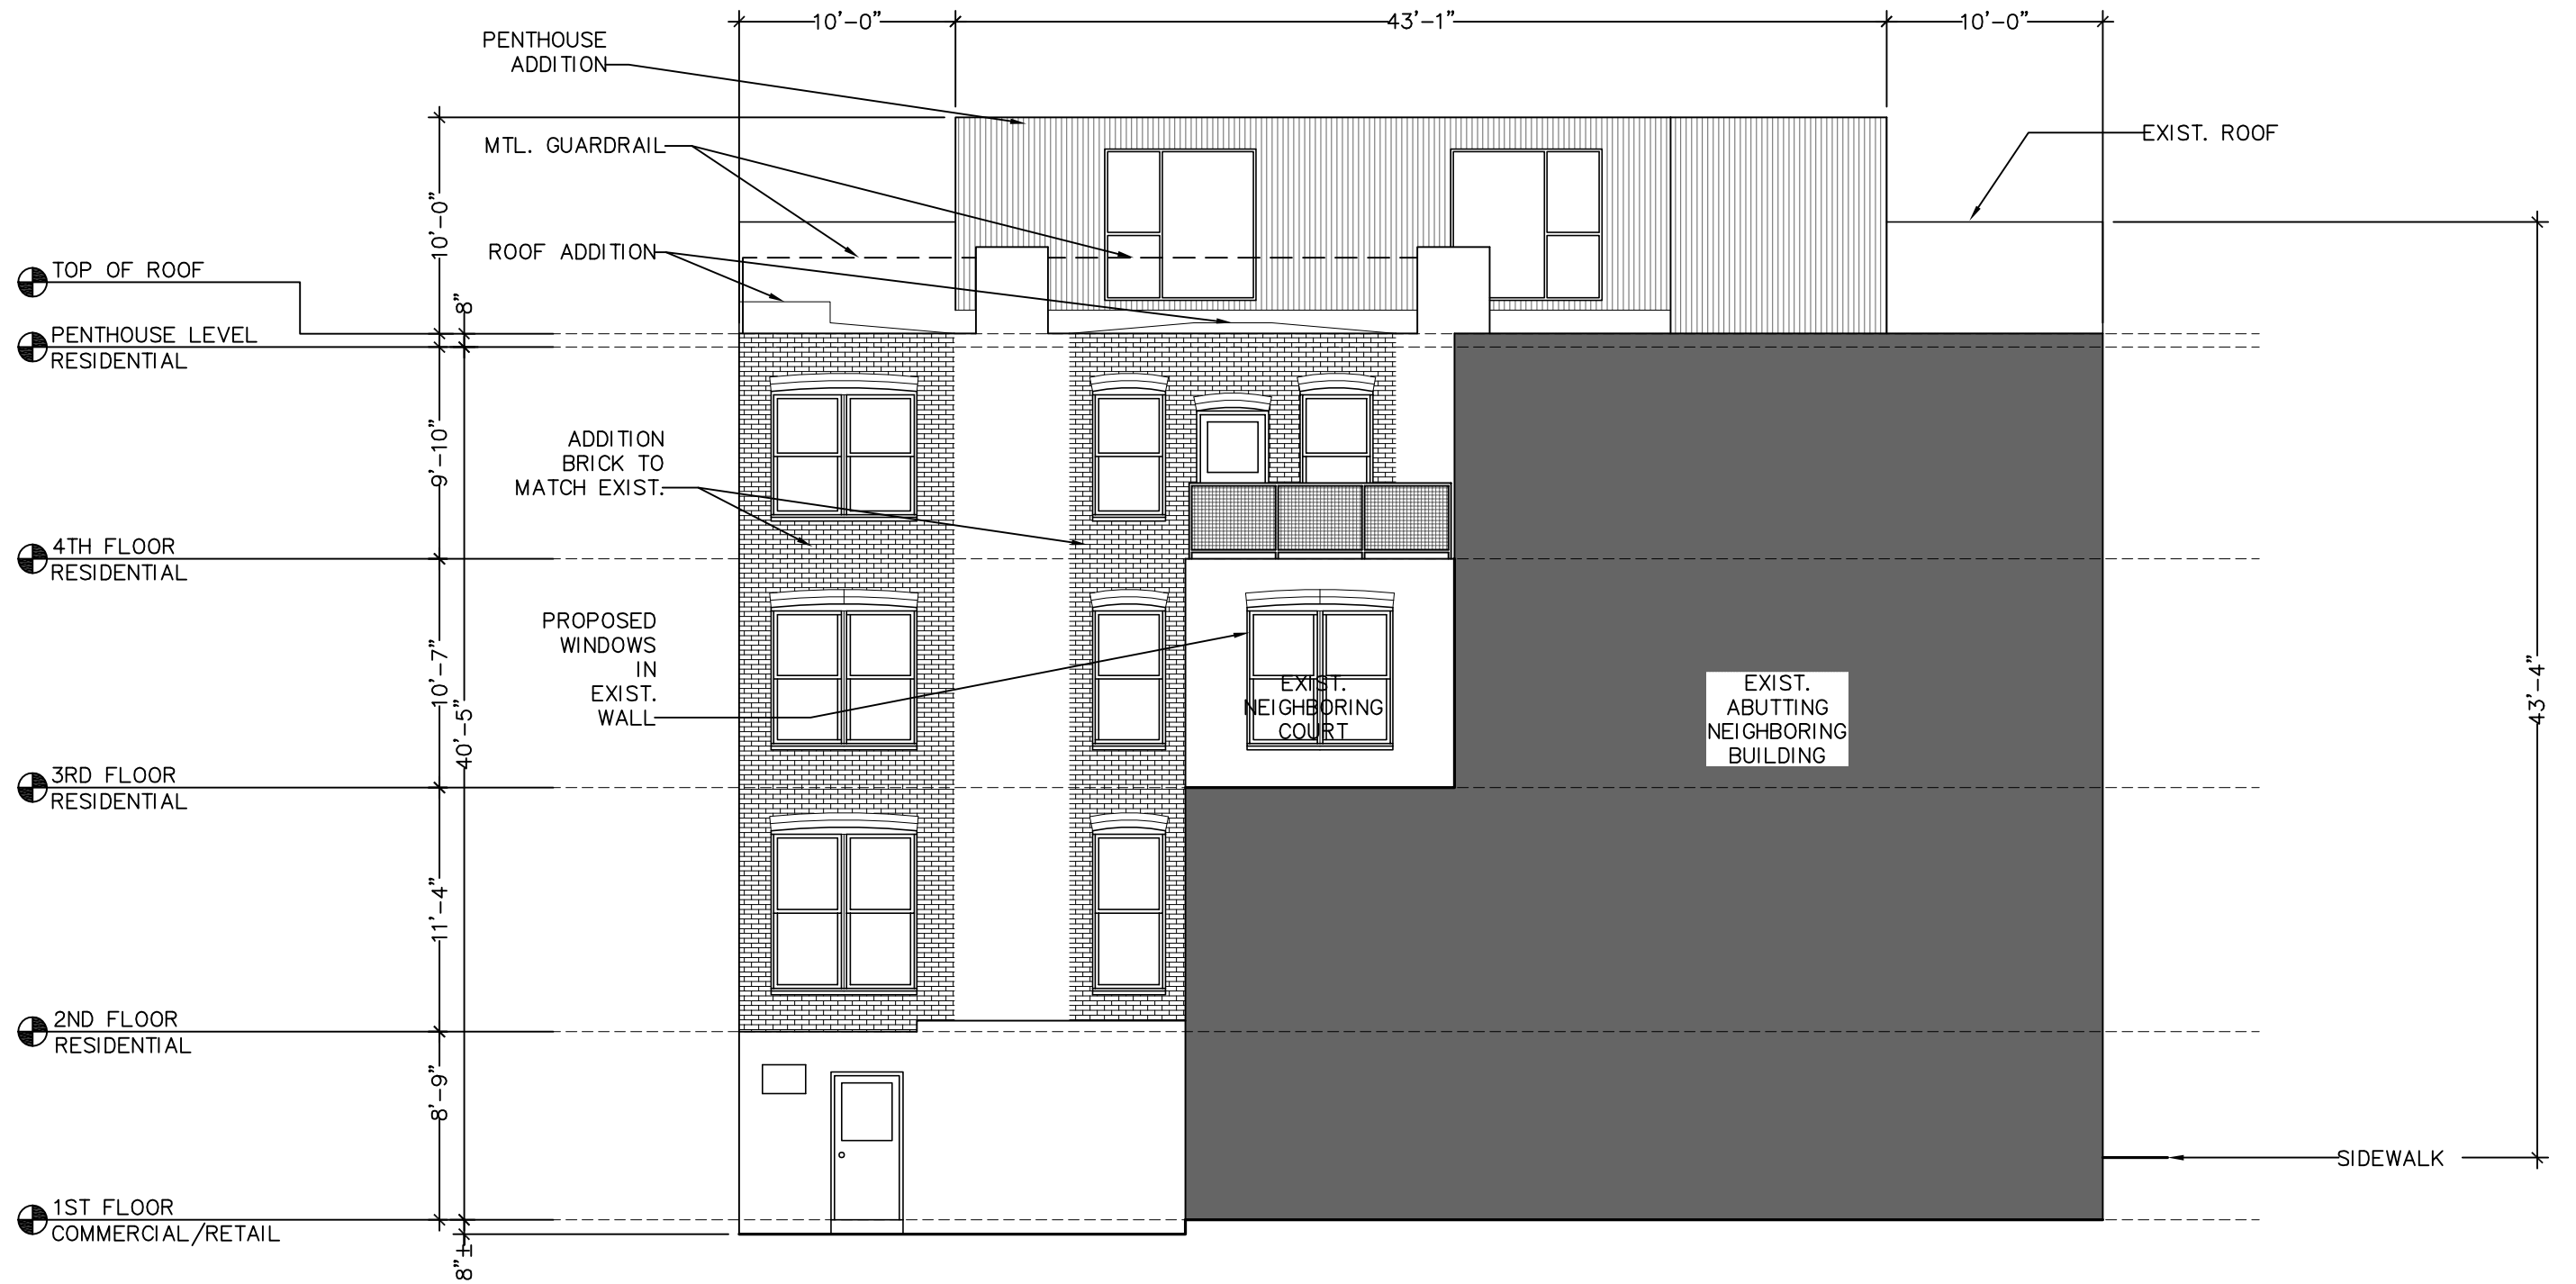 10'-0"
43'-1"
10'-0"
PENTHOUSE
ADDITION
MTL. GUARDRAIL
EXIST. ROOF
ROOF ADDITION
TOP OF ROOF
PENTHOUSE LEVEL
RESIDENTIAL
10'-0"
8"
9'-10"
ADDITION
BRICK TO
MATCH EXIST.
4TH FLOOR
RESIDENTIAL
PROPOSED
WINDOWS
IN
EXIST.
WALL
10'-7"
40'-5"
EXIST.
NEIGHBORING
COURT
EXIST.
ABUTTING
NEIGHBORING
BUILDING
43'-4"
3RD FLOOR
RESIDENTIAL
11'-4"
2ND FLOOR
RESIDENTIAL
8'-9"
SIDEWALK
1ST FLOOR
COMMERCIAL/RETAIL
8"±